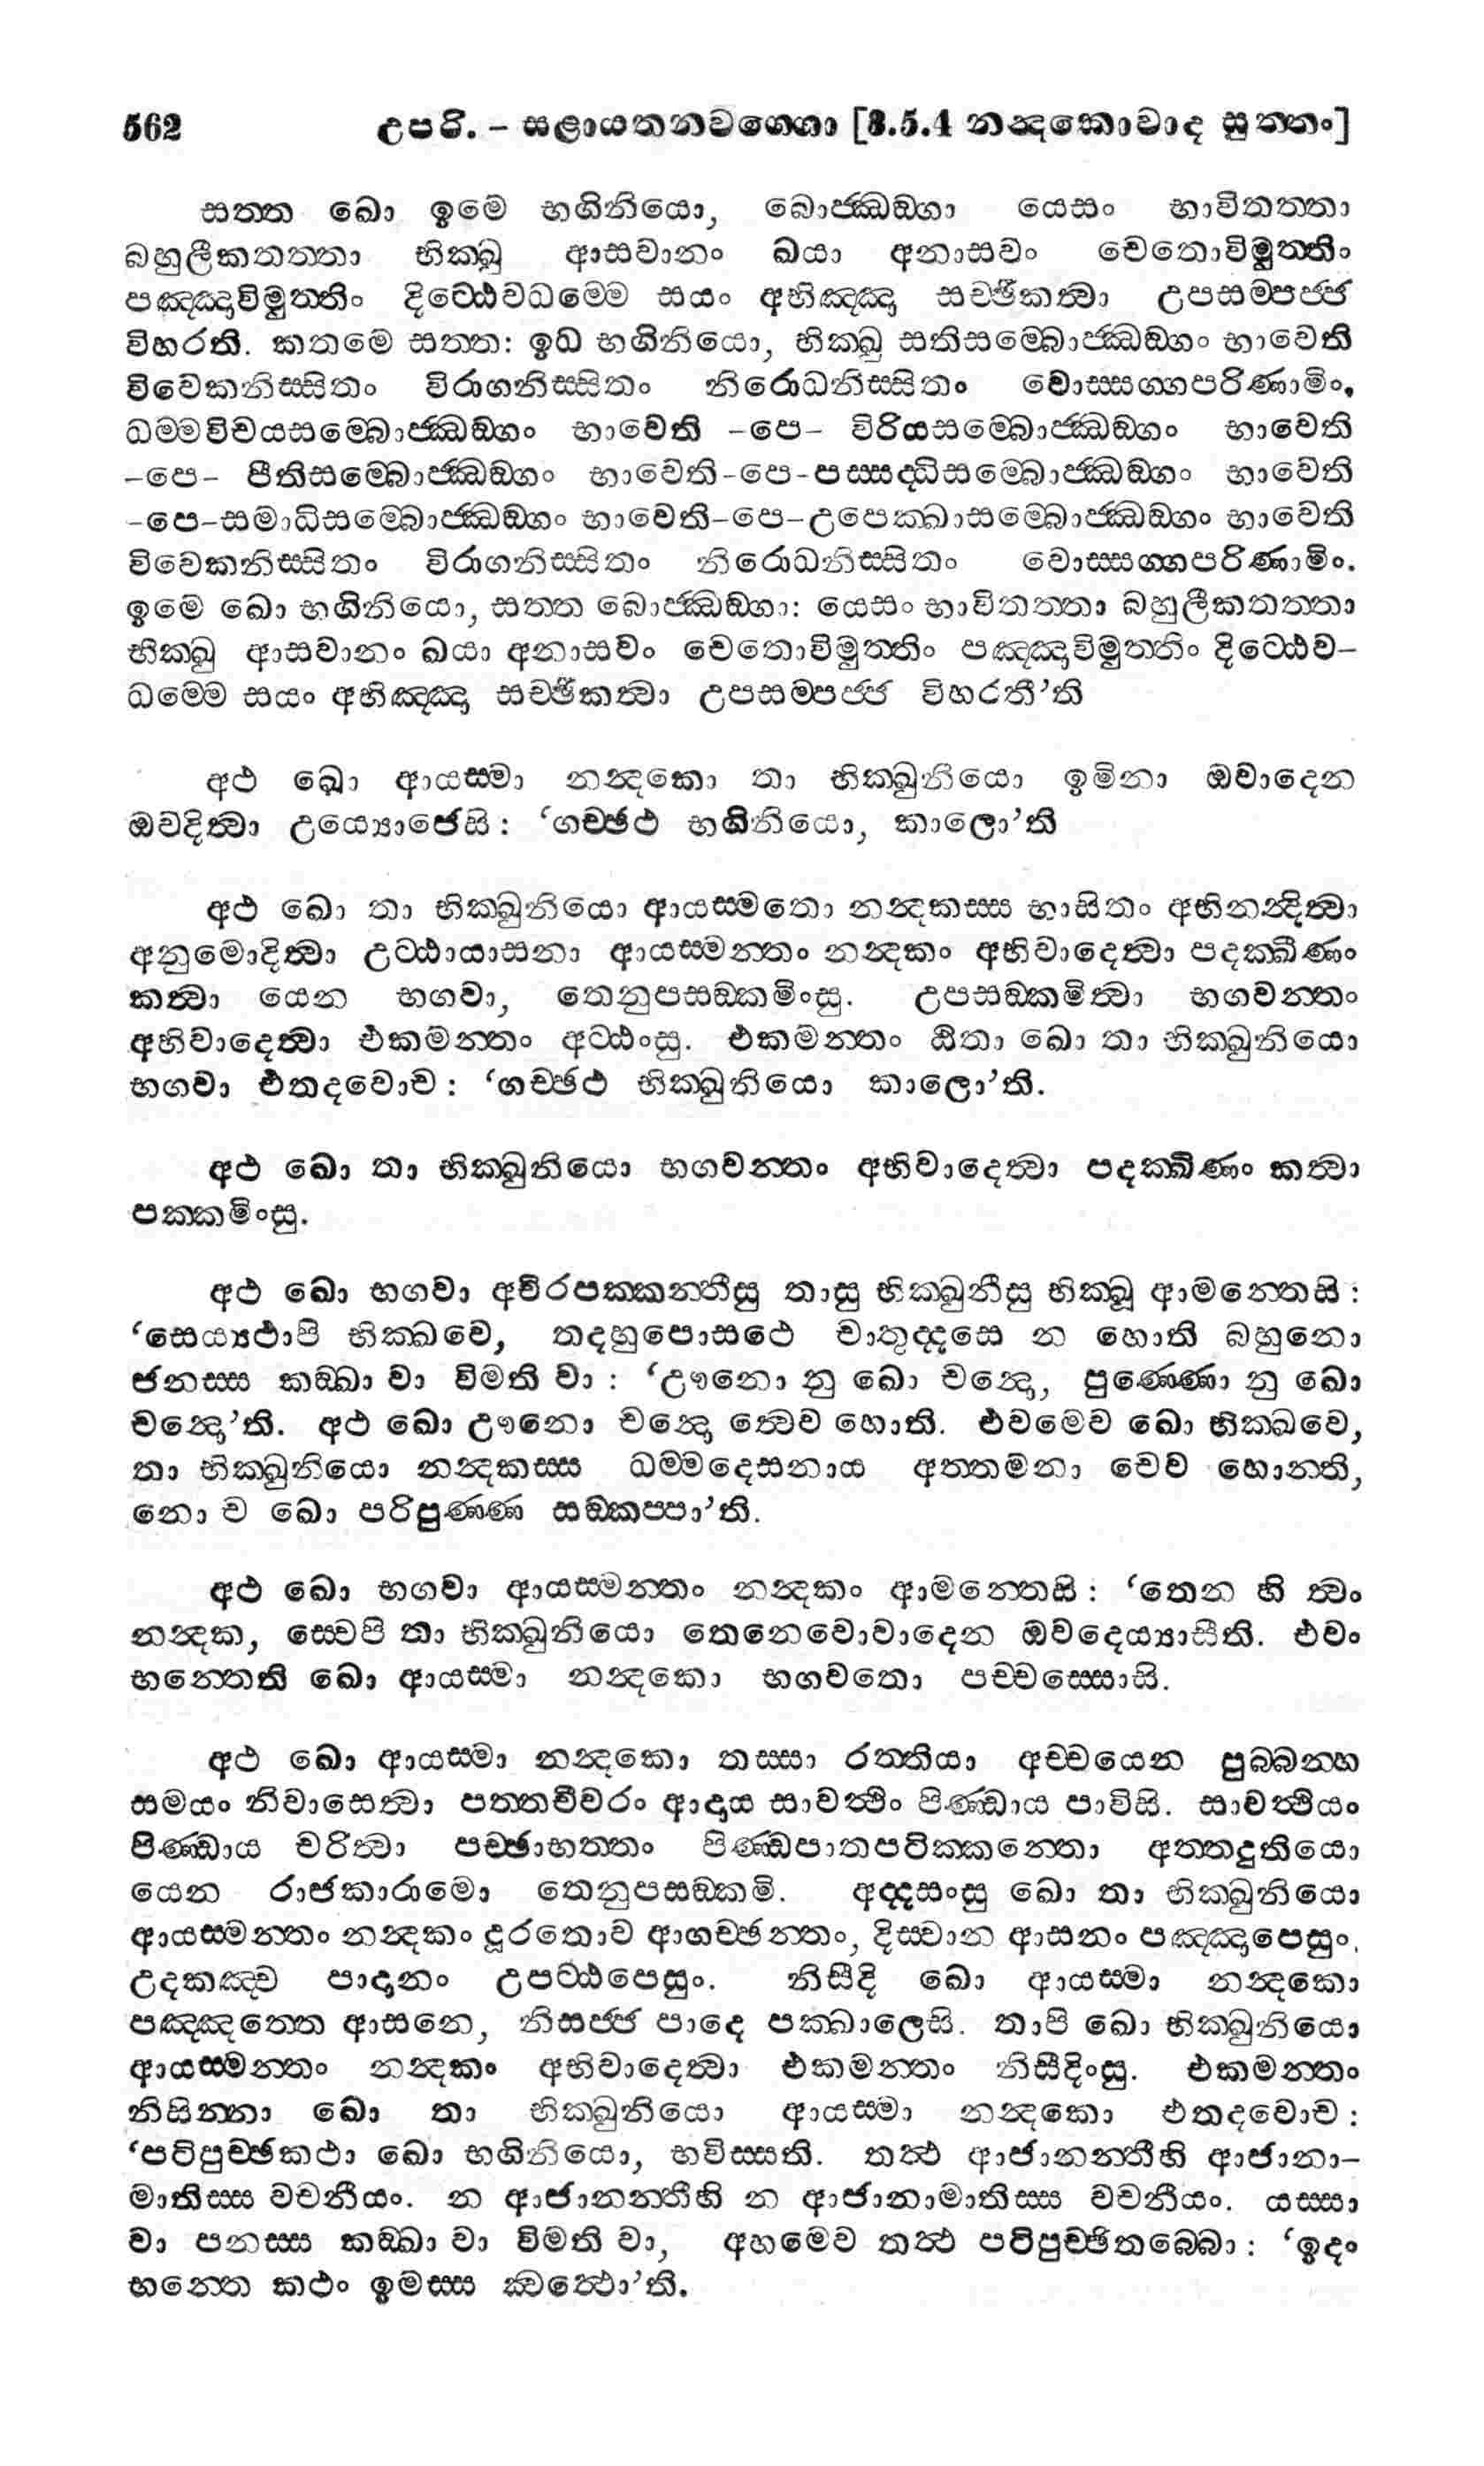 562 උපරි. – සළායතනවග්ගො [3.5.4 නන්දකොවාද සුත්තං]
සත්ත ඛො ඉමේ භගිනියො, බොජ්ඣඞ්ගා යෙසං භාවිතත්තා
බහුලීකතත්තා භික්ඛු ආසවානං ඛයා අනාසවං චෙතොවිමුත්තිං
පඤ්ඤාවිමුත්තිං දිට්ඨෙවධම්මෙ සයං අභිඤ්ඤා සච්ඡිකත්වා උපසම්පජ්ජ
විහරති. කතමේ සත්ත: ඉධ භගිනියො, භික්ඛු සතිසම්බොජ්ඣඞ්ගං භාවෙති
විවෙකනිස්සිතං විරාගනිස්සිතං නිරොධනිස්සිතං වොස්සග්ගපරිණාමිං,
ධම්මවිචයසම්බොජ්ඣඞ්ගං භාවෙති -පෙ- විරියසම්බොජ්ඣඞ්ගං භාවෙති
-පෙ- පීතිසම්බොජ්ඣඞ්ගං භාවෙති-පෙ-පස්සද්ධිසම්බොජ්ඣඞ්ගං භාවෙති
-පෙ-සමාධිසම්බොජ්ඣඞ්ගං භාවෙති-පෙ-උපෙක්ඛාසම්බොජ්ඣඞ්ගං භාවෙති
විවෙකනිස්සිතං විරාගනිස්සිතං නිරොධනිස්සිතං වොස්සග්ගපරිණාමිං.
ඉමේ ඛො භගිනියො, සත්ත බොජ්ඣඞ්ගා: යෙසං භාවිතත්තා බහුලීකතත්තා
භික්ඛු ආසවානං ඛයා අනාසවං චෙතොවිමුත්තිං පඤ්ඤාවිමුත්තිං දිට්ඨෙව-
ධම්මෙ සයං අභිඤ්ඤා සච්ඡිකත්වා උපසම්පජ්ජ විහරතී’ති
අථ ඛො ආයස්මා නන්දකො තා භික්ඛුනියො ඉමිනා ඔවාදෙන
ඔවදිත්වා උය්‍යොජෙසි: ‘ගච්ඡථ භගිනියො, කාලො’ති
අථ ඛො තා භික්ඛුනියො ආයස්මතො නන්දකස්ස භාසිතං අභිනන්දිත්වා
අනුමොදිත්වා උට්ඨායාසනා ආයස්මන්තං නන්දකං අභිවාදෙත්වා පදක්ඛිණං
කත්වා යෙන භගවා, තෙනුපසඞ්කමිංසු. උපසඞ්කමිත්වා භගවන්තං
අභිවාදෙත්වා එකමන්තං අට්ඨංසු. එකමන්තං ඨිතා ඛො තා භික්ඛුනියො
භගවා එතදවොච: ‘ගච්ඡථ භික්ඛුනියො කාලො’ති.
අථ ඛො තා භික්ඛුනියො භගවන්තං අභිවාදෙත්වා පදක්ඛිණං කත්වා
පක්කමිංසු.
අථ ඛො භගවා අචිරපක්කන්තීසු තාසු භික්ඛුනීසු භික්ඛූ ආමන්තෙසි:
‘සෙය්‍යථාපි භික්ඛවෙ, තදහුපොසථෙ චාතුද්දසෙ න හොති බහුනො
ජනස්ස කඞ්ඛා වා විමති වා: ‘ඌනො නු ඛො චන්දො, පුණ්ණො නු ඛො
චන්දො’ති. අථ ඛො ඌනො චන්දො ත්වෙව හොති. එවමෙව ඛො භික්ඛවෙ,
තා භික්ඛුනියො නන්දකස්ස ධම්මදෙසනාය අත්තමනා චෙව හොන්ති,
නො ච ඛො පරිපුණ්ණ සඞ්කප්පා’ති.
අථ ඛො භගවා ආයස්මන්තං නන්දකං ආමන්තෙසි: ‘තෙන හි ත්වං
නන්දක, ස්වෙපි තා භික්ඛුනියො තෙනෙවොවාදෙන ඔවදෙය්‍යාසීති. එවං
භන්තෙති ඛො ආයස්මා නන්දකො භගවතො පච්චස්සොසි.
අථ ඛො ආයස්මා නන්දකො තස්සා රත්තියා අච්චයෙන පුබ්බන්හ
සමයං නිවාසෙත්වා පත්තචීවරං ආදාය සාවත්ථිං පිණ්ඩාය පාවිසි. සාවත්ථියං
පිණ්ඩාය චරිත්වා පච්ඡාභත්තං පිණ්ඩපාතපටික්කන්තො අත්තදුතියො
යෙන රාජකාරාමො තෙනුපසඞ්කමි. අද්දසංසු ඛො තා භික්ඛුනියො
ආයස්මන්තං නන්දකං දූරතොව ආගච්ඡන්තං, දිස්වාන ආසනං පඤ්ඤාපෙසුං,
උදකඤ්ච පාදානං උපට්ඨපෙසුං. නිසීදි ඛො ආයස්මා නන්දකො
පඤ්ඤත්තෙ ආසනෙ, නිසජ්ජ පාදෙ පක්ඛාලෙසි. තාපි ඛො භික්ඛුනියො
ආයස්මන්තං නන්දකං අභිවාදෙත්වා එකමන්තං නිසීදිංසු. එකමන්තං
නිසින්නා ඛො තා භික්ඛුනියො ආයස්මා නන්දකො එතදවොච:
‘පටිපුච්ඡකථා ඛො භගිනියො, භවිස්සති. තත්ථ ආජානන්තීහි ආජානා-
මාතිස්ස වචනීයං. න ආජානන්තීහි න ආජානාමාතිස්ස වචනීයං. යස්සා
වා පනස්ස කඞ්ඛා වා විමති වා, අහමෙව තත්ථ පටිපුච්ඡිතබ්බො: ‘ඉදං
භන්තෙ කථං ඉමස්ස ක්වත්ථො’ති.